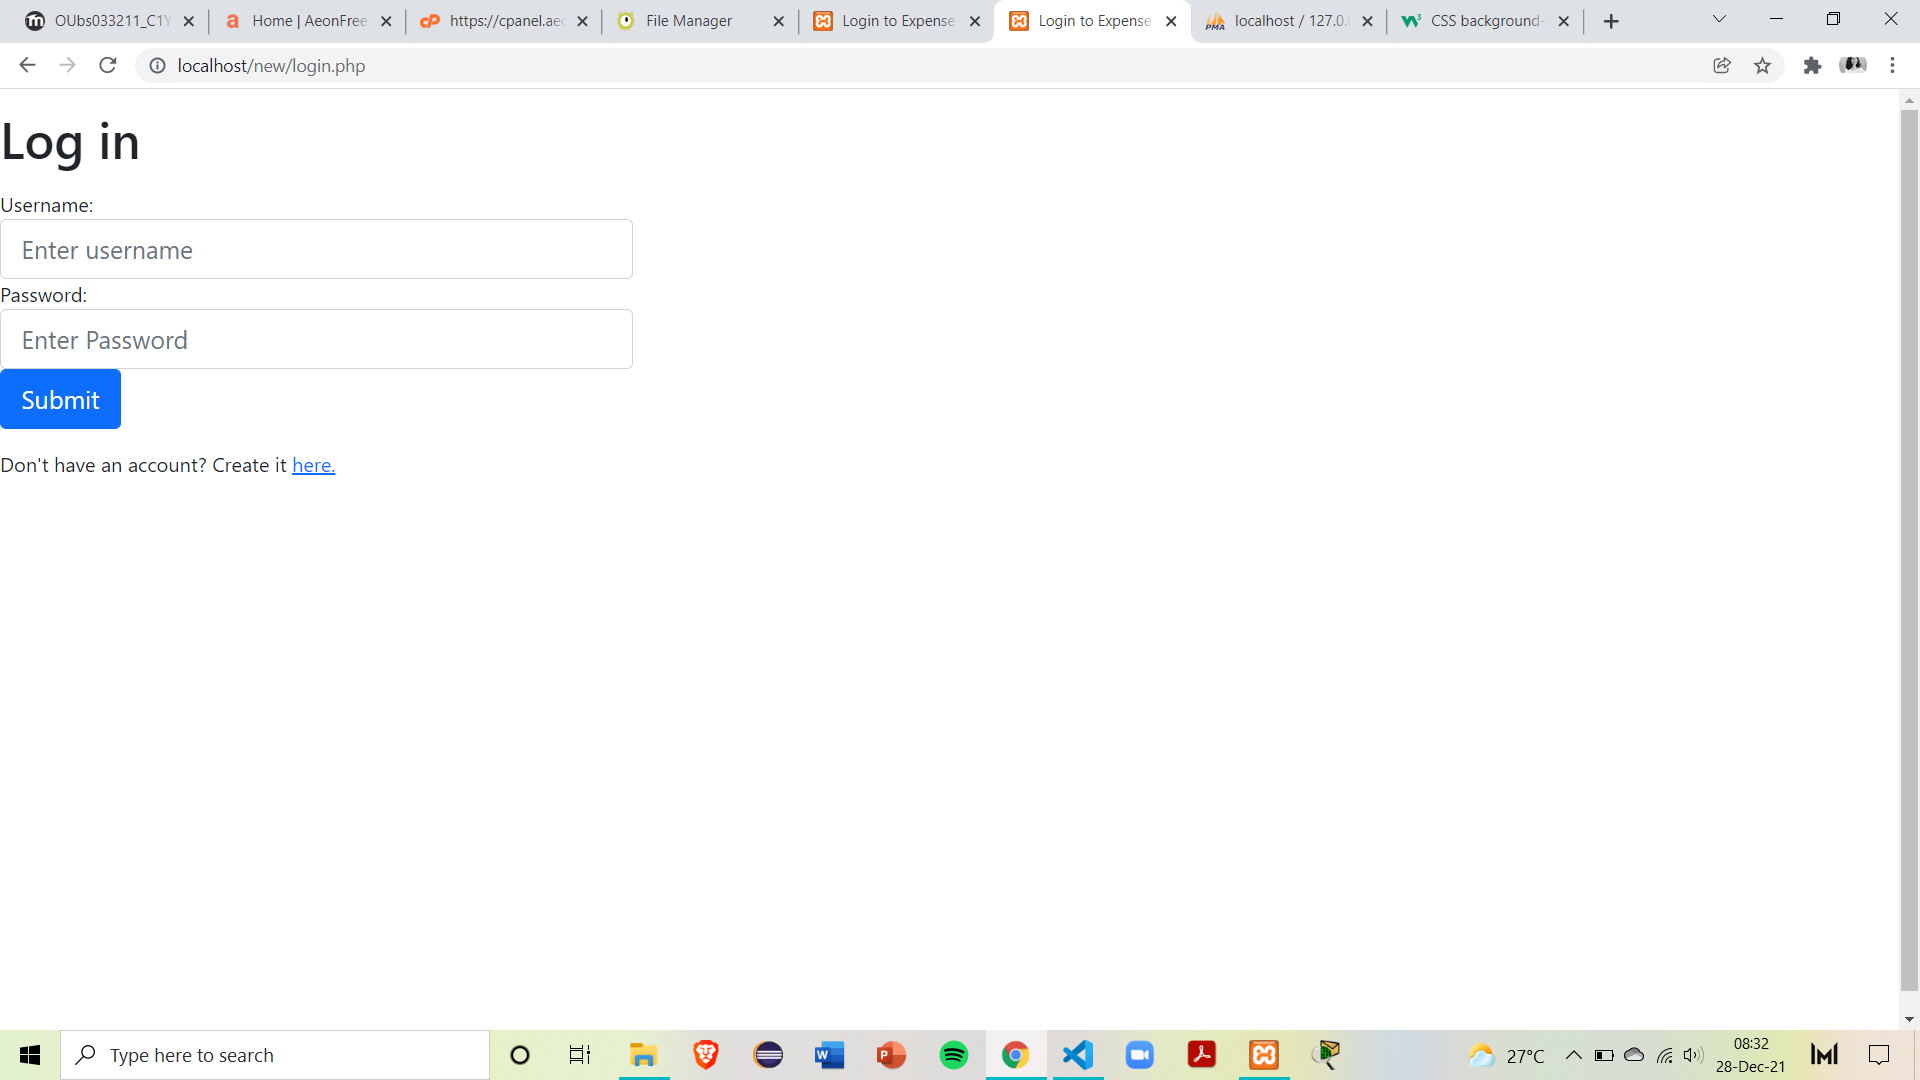 OUbs033211_C1Y
Home | AeonFree
https://cpanel.aeo
File Manager
Login to Expense
Login to Expense
localhost / 127.0.0
CSS background-
localhost/new/login.php
Log in
Username:
Enter username
Password:
Enter Password
Submit
Don't have an account? Create it here.
Type here to search
27°C
08:32
28-Dec-21